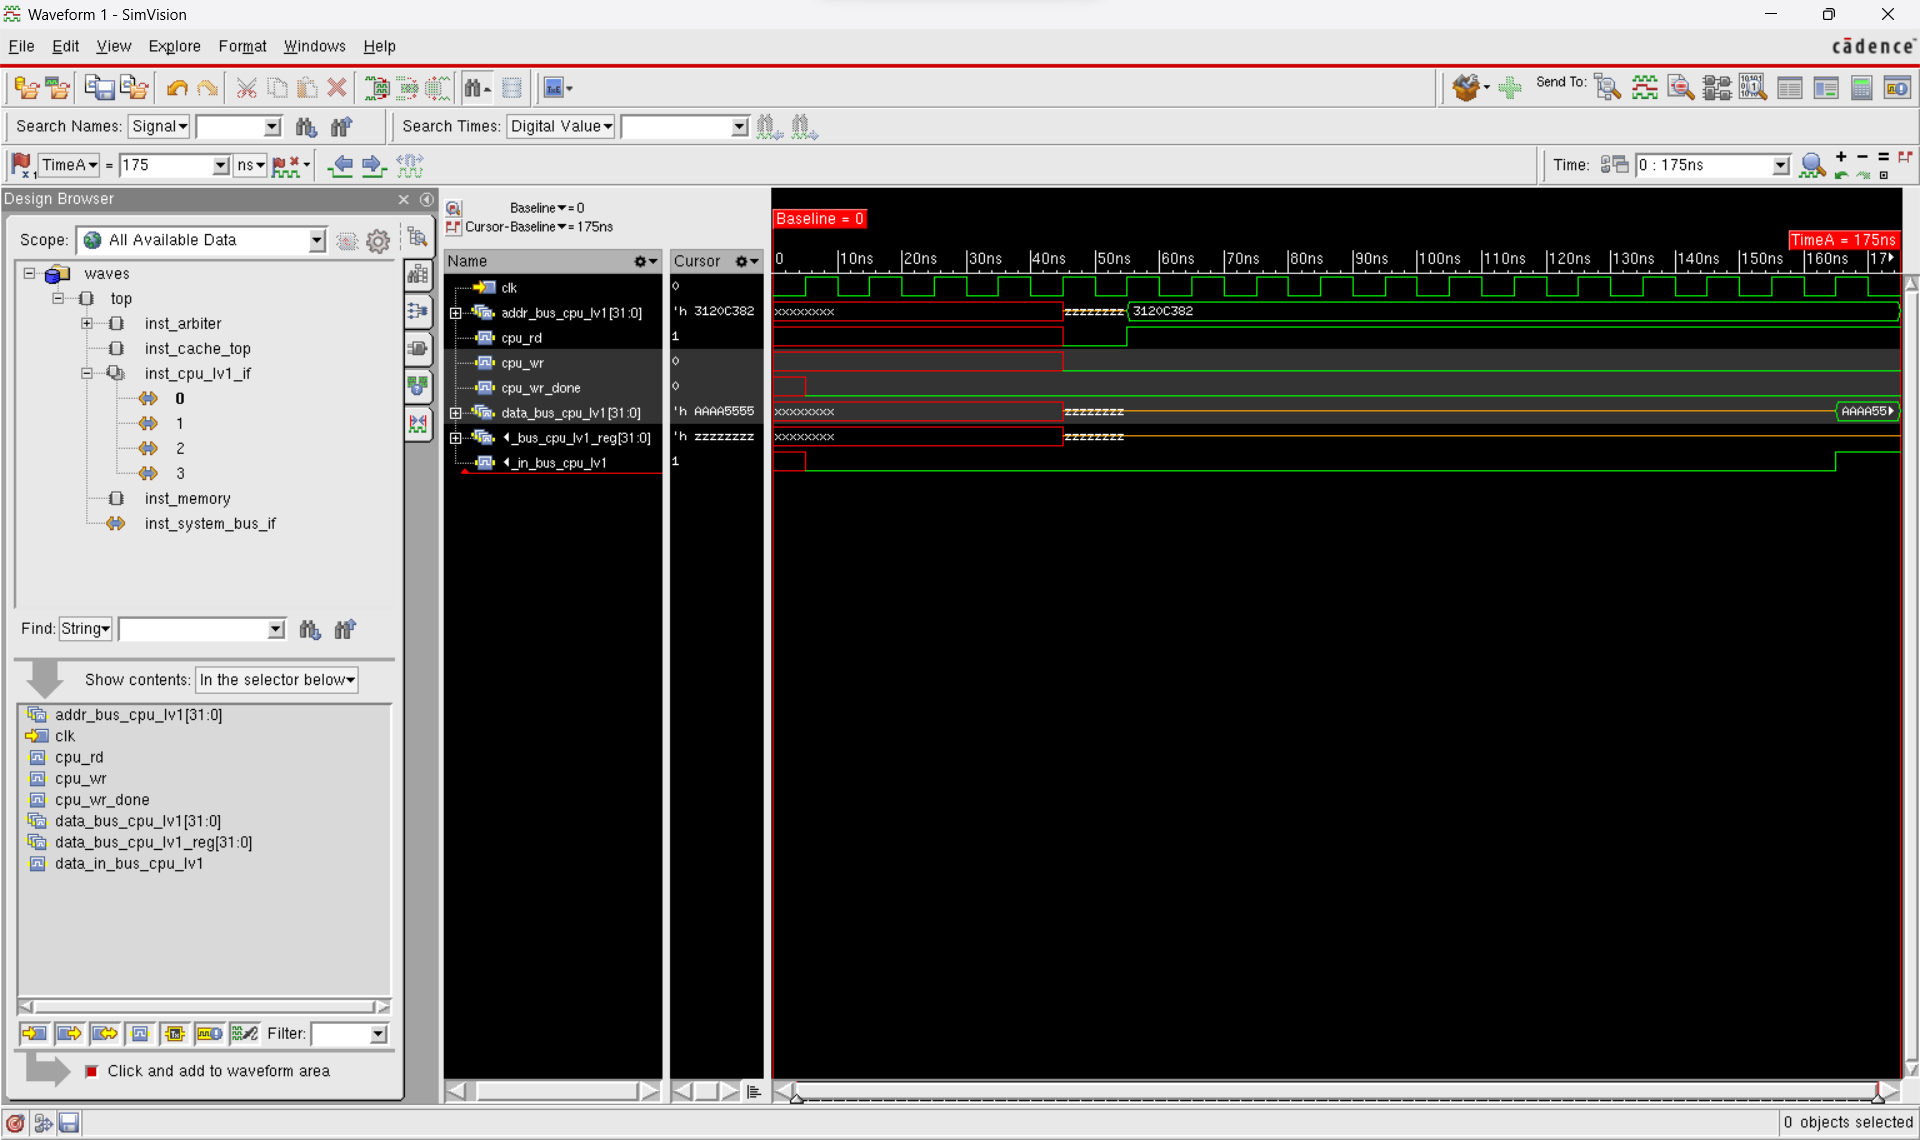 Waveform 1 - SimVision
File Edit View Explore Format Windows Help
cādence
Send To:
Search Names: Signal
Search Times: Digital Value
TimeA = 175 ns
Time: 0 : 175ns
Design Browser
Scope: All Available Data
waves
top
inst_arbiter
inst_cache_top
inst_cpu_lv1_if
0
1
2
3
inst_memory
inst_system_bus_if
Find: String
Show contents: In the selector below
addr_bus_cpu_lv1[31:0]
clk
cpu_rd
cpu_wr
cpu_wr_done
data_bus_cpu_lv1[31:0]
data_bus_cpu_lv1_reg[31:0]
data_in_bus_cpu_lv1
Filter:
Click and add to waveform area
Baseline = 0
Cursor-Baseline = 175ns
Name Cursor
clk 0
addr_bus_cpu_lv1[31:0] 'h 3120C382
cpu_rd 1
cpu_wr 0
cpu_wr_done 0
data_bus_cpu_lv1[31:0] 'h AAAA5555
_bus_cpu_lv1_reg[31:0] 'h zzzzzzzz
_in_bus_cpu_lv1 1
Baseline = 0
TimeA = 175ns
0 10ns 20ns 30ns 40ns 50ns 60ns 70ns 80ns 90ns 100ns 110ns 120ns 130ns 140ns 150ns 160ns 17
xxxxxxxx zzzzzzzz 3120C382
xxxxxxxx zzzzzzzz AAAA55
xxxxxxxx zzzzzzzz
0 objects selected